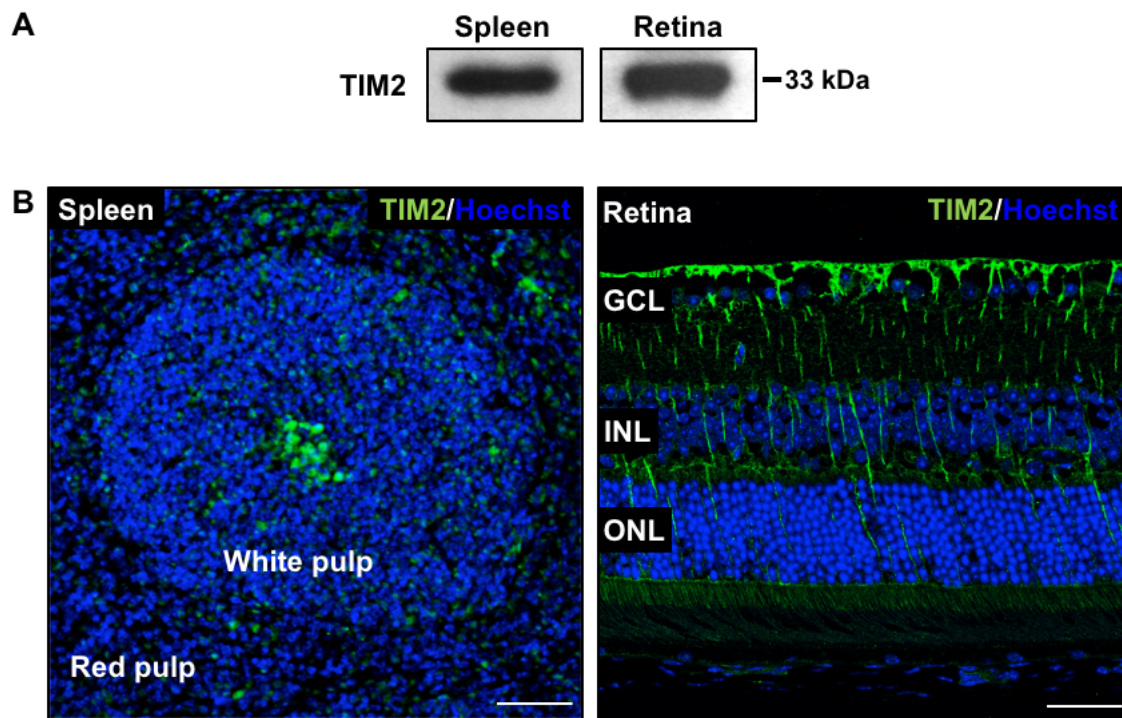 A
Spleen Retina
TIM2
33 kDa
B
Spleen TIM2/Hoechst
Retina TIM2/Hoechst
GCL
INL
ONL
White pulp
Red pulp